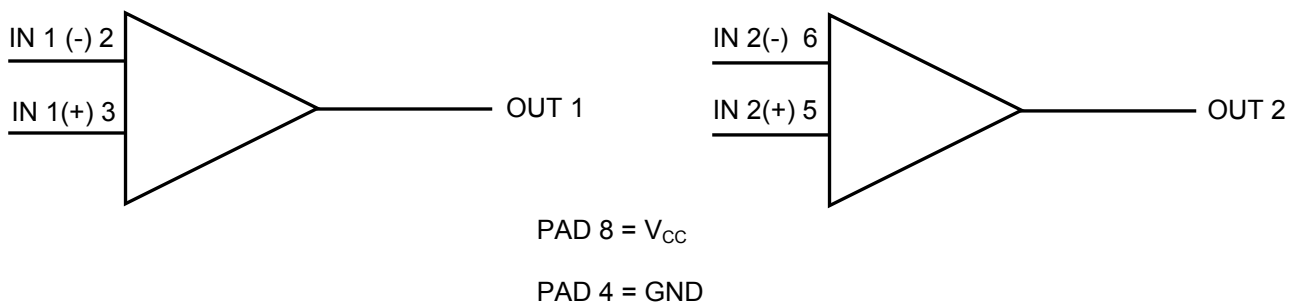 IN 1 (-) 2
IN 1(+) 3
OUT 1
IN 2(-) 6
IN 2(+) 5
OUT 2
PAD 8 = VCC
PAD 4 = GND